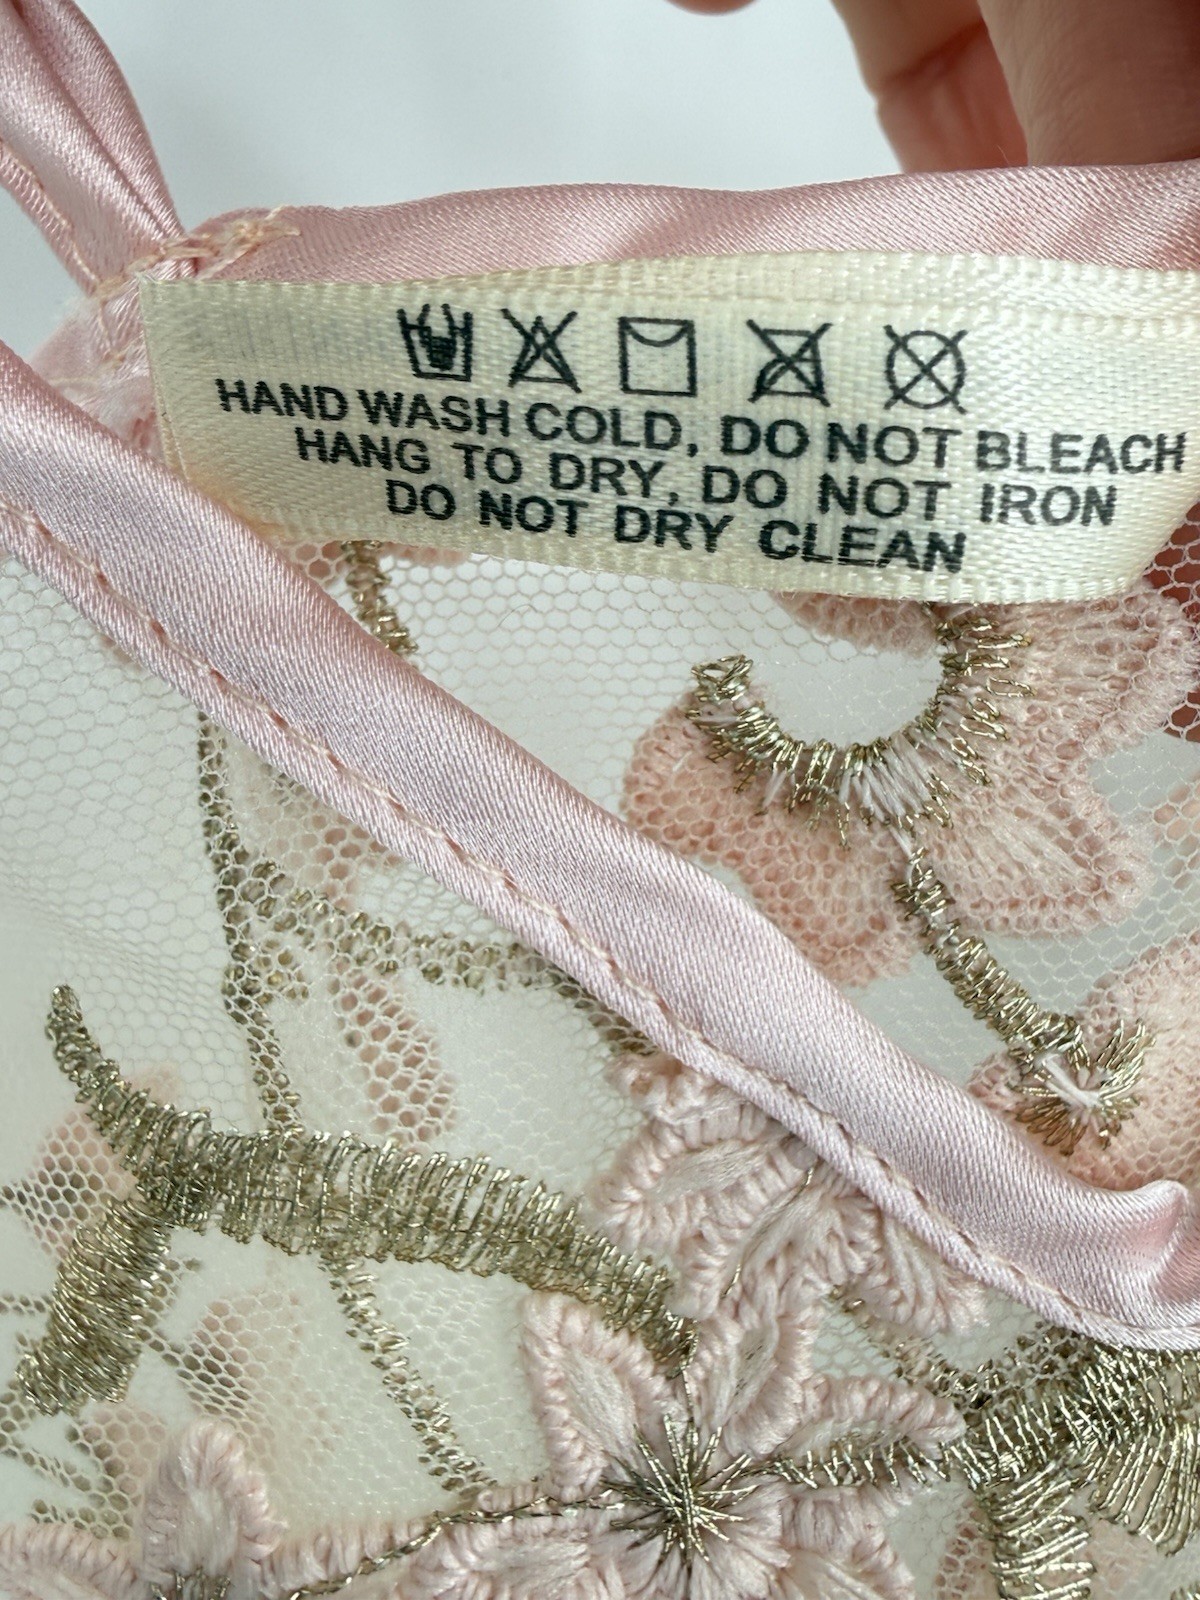 HAND WASH COLD, DO NOT BLEACH
HANG TO DRY, DO NOT IRON
DO NOT DRY CLEAN